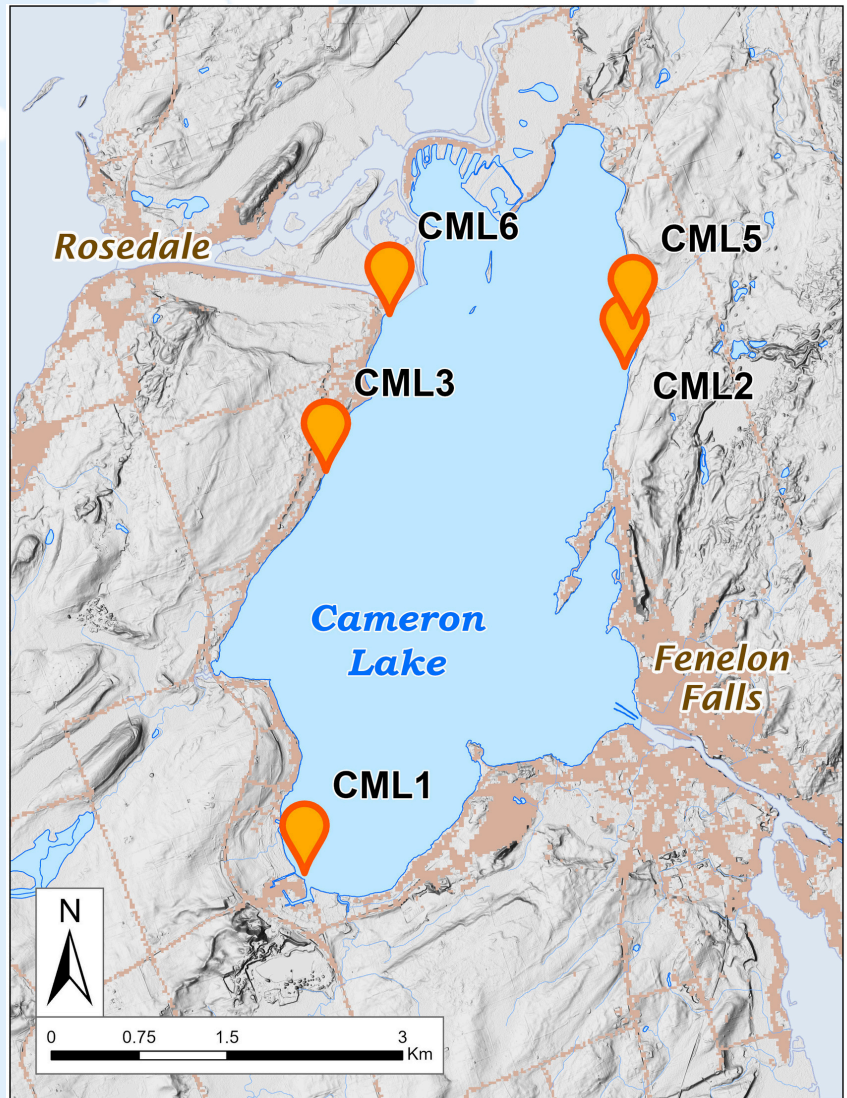 CML6
CML5
Rosedale
CML3
CML2
Cameron
Lake
Fenelon
Falls
CML1
N
0 0.75 1.5 3
Km